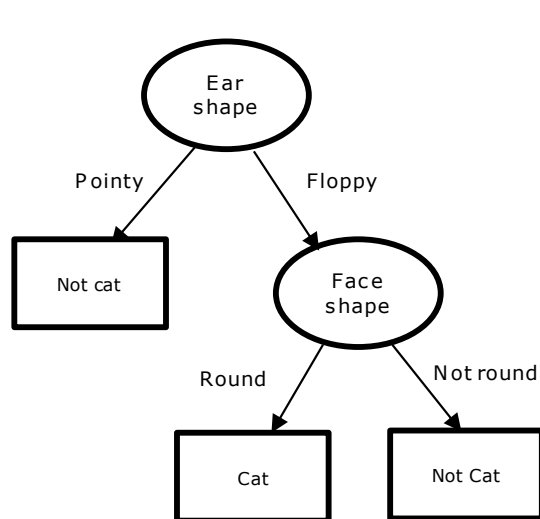 Ear
shape
Pointy
Floppy
Not cat
Face
shape
Round
Not round
Cat
Not Cat